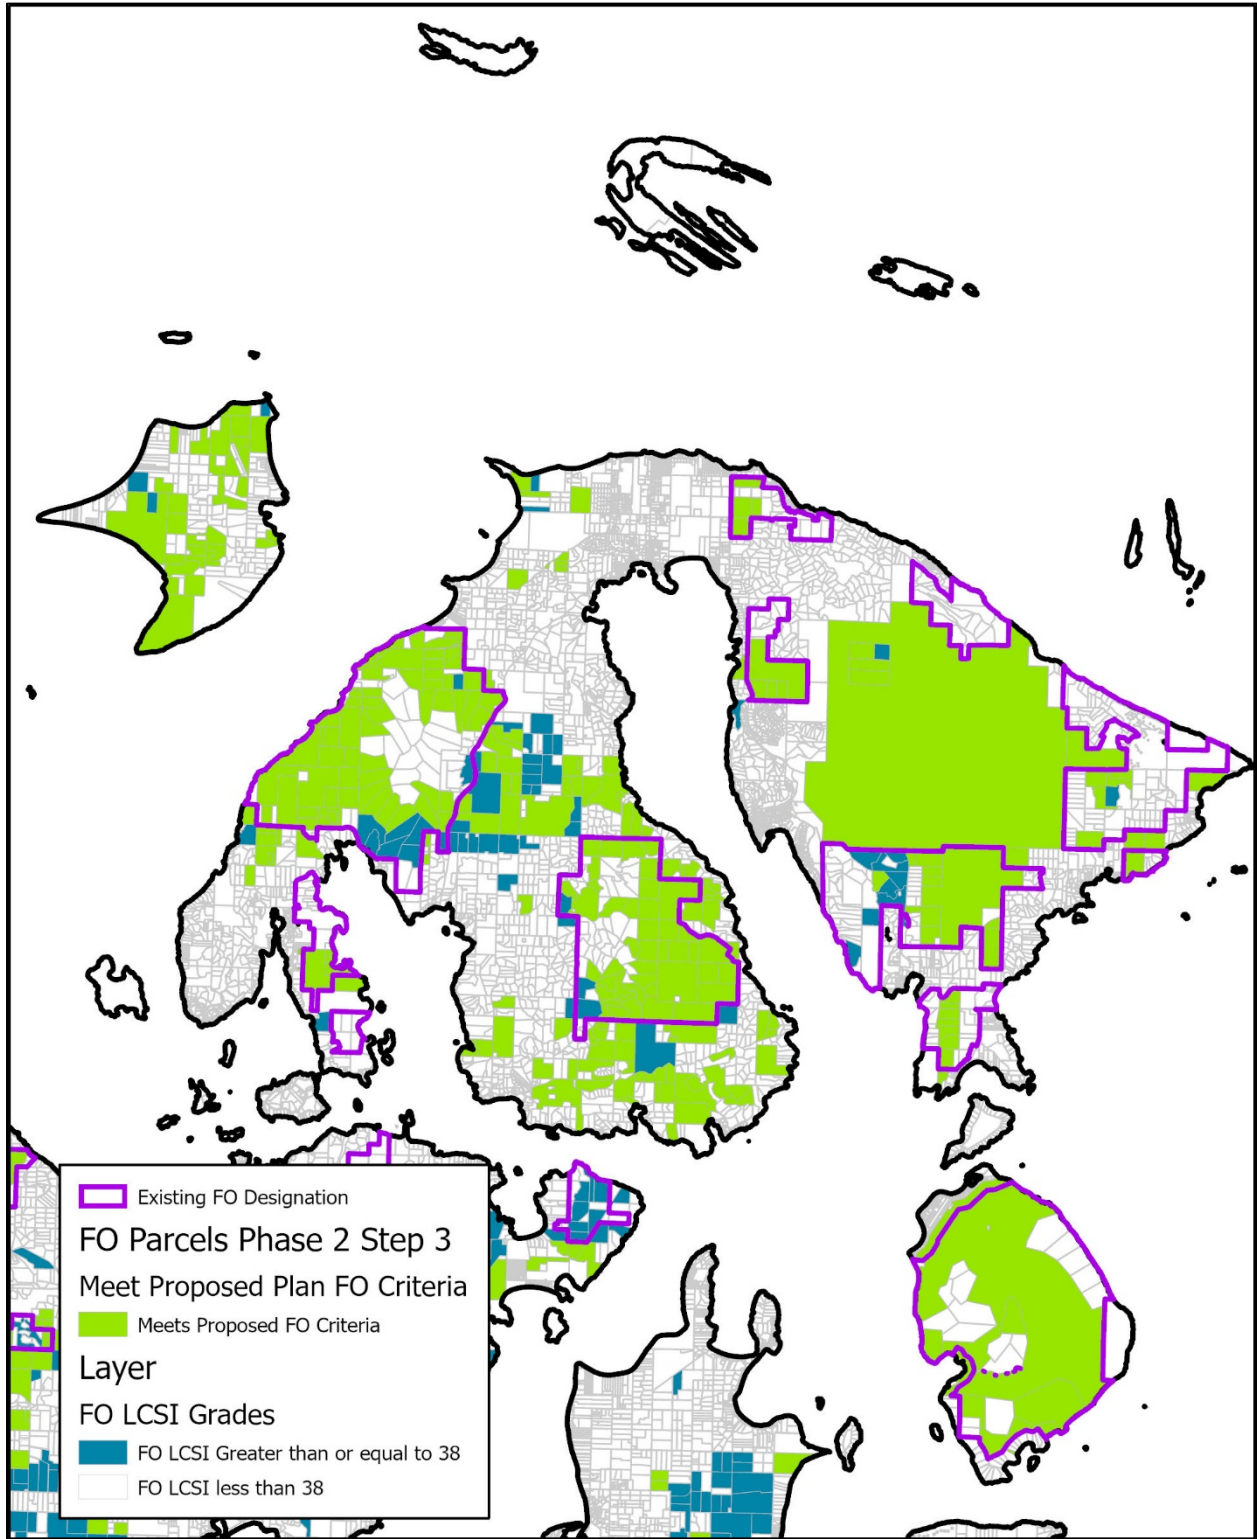 Existing FO Designation
FO Parcels Phase 2 Step 3
Meet Proposed Plan FO Criteria
Meets Proposed FO Criteria
Layer
FO LCSI Grades
FO LCSI Greater than or equal to 38
FO LCSI less than 38